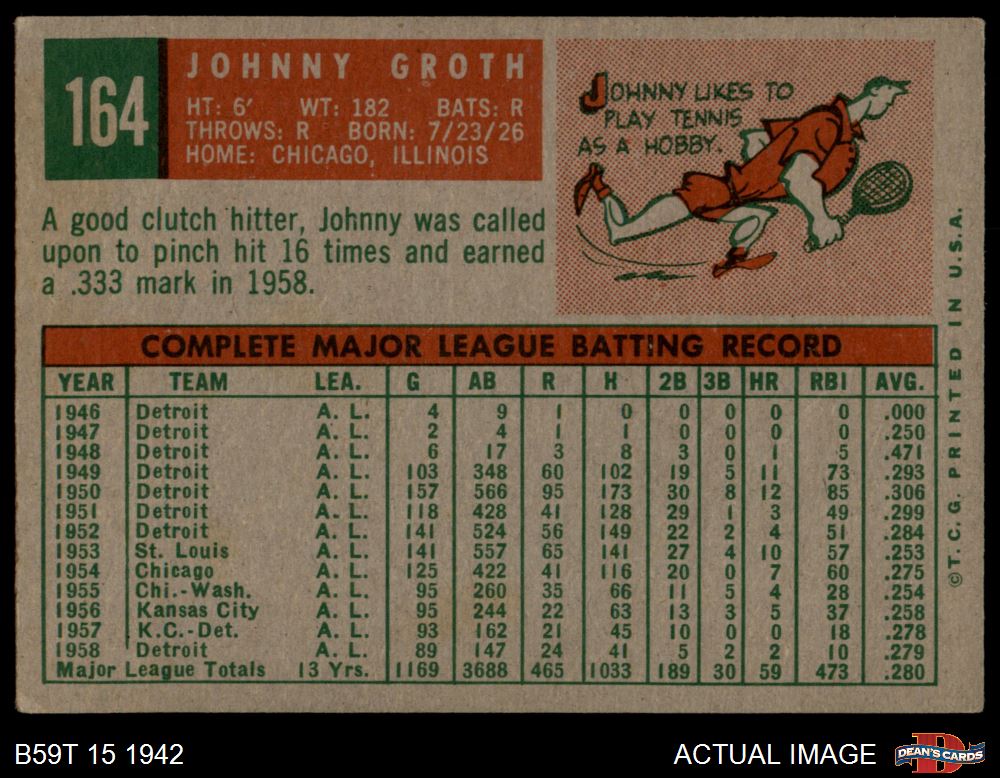 164
JOHNNY GROTH
HT: 6' WT: 182 BATS: R
THROWS: R BORN: 7/23/26
HOME: CHICAGO, ILLINOIS
A good clutch hitter, Johnny was called
upon to pinch hit 16 times and earned
a .333 mark in 1958.
JOHNNY LIKES TO
PLAY TENNIS
AS A HOBBY.
COMPLETE MAJOR LEAGUE BATTING RECORD
YEAR TEAM LEA. G AB R H 2B 3B HR RBI AVG.
1946 Detroit A. L. 4 9 1 0 0 0 0 0 .000
1947 Detroit A. L. 2 4 1 1 0 0 0 0 .250
1948 Detroit A. L. 6 17 3 8 3 0 1 5 .471
1949 Detroit A. L. 103 348 60 102 19 5 11 73 .293
1950 Detroit A. L. 157 566 95 173 30 8 12 85 .306
1951 Detroit A. L. 118 428 41 128 29 1 3 49 .299
1952 Detroit A. L. 141 524 56 149 22 2 4 51 .284
1953 St. Louis A. L. 141 557 65 141 27 4 10 57 .253
1954 Chicago A. L. 125 422 41 116 20 0 7 60 .275
1955 Chi.-Wash. A. L. 95 260 35 66 11 5 4 28 .254
1956 Kansas City A. L. 95 244 22 63 13 3 5 37 .258
1957 K.C.-Det. A. L. 93 162 21 45 10 0 0 18 .278
1958 Detroit A. L. 89 147 24 41 5 2 2 10 .279
Major League Totals 13 Yrs. 1169 3688 465 1033 189 30 59 473 .280
©T.C.G. PRINTED IN U.S.A.
B59T 15 1942
ACTUAL IMAGE
DEAN'S CARDS